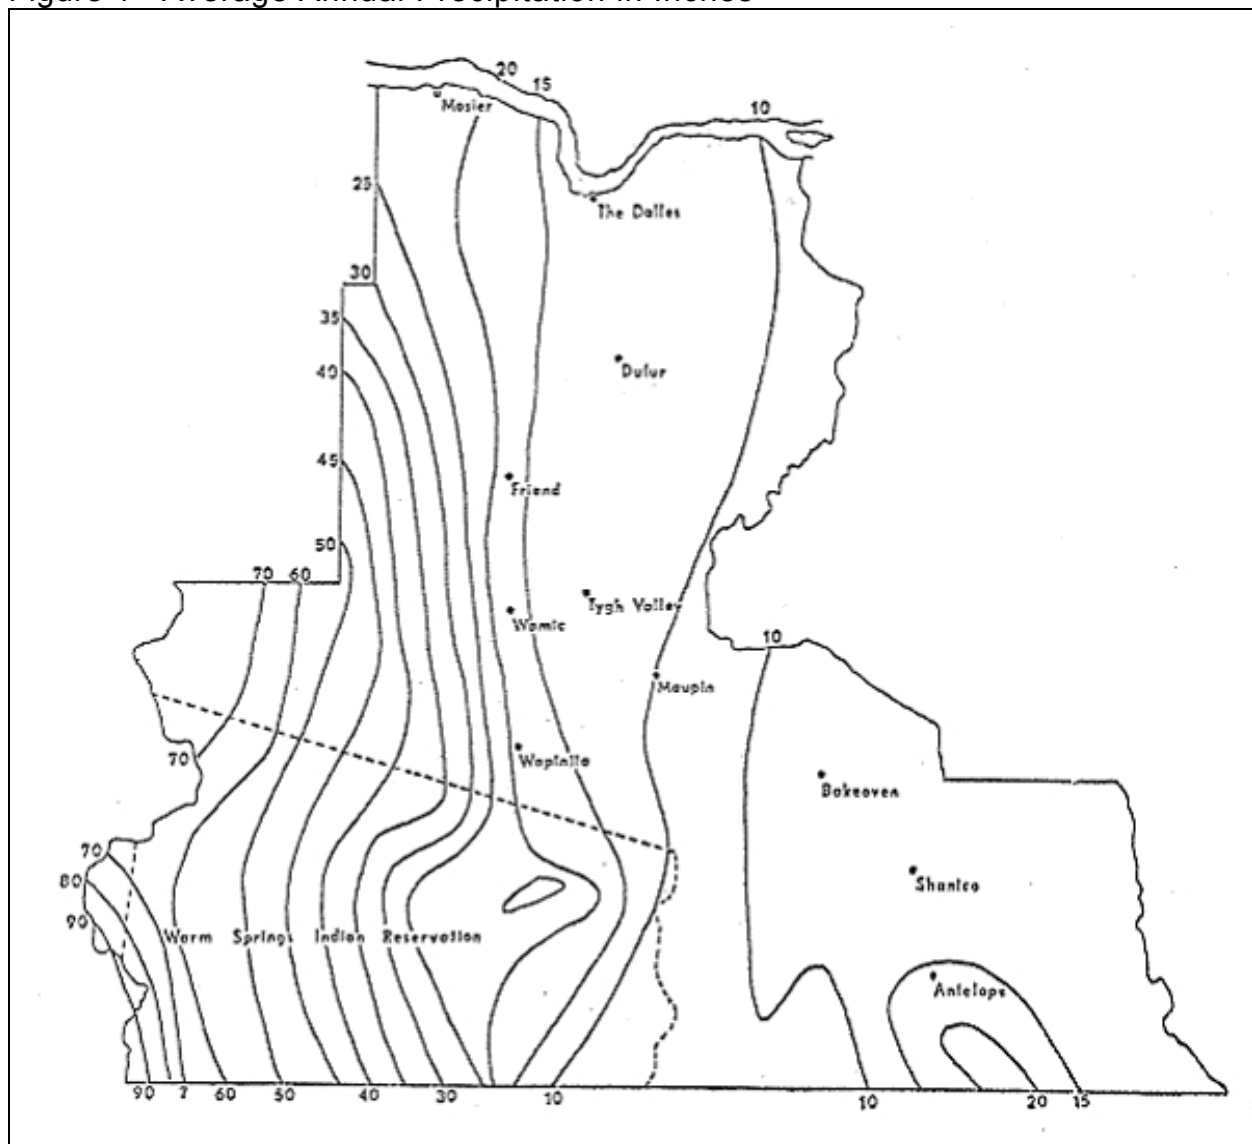 Figure 1 - Average Annual Precipitation in Inches
20
15
10
Mosier
25
The Dalles
30
35
40
Dufur
45
Friend
50
70 60
Tygh Valley
Wamic
10
Maupin
70
Wapinitia
Bakeoven
70
80
Shaniko
90
Warm Springs Indian Reservation
Antelope
90 7 60 50 40 30 10 10 20 15